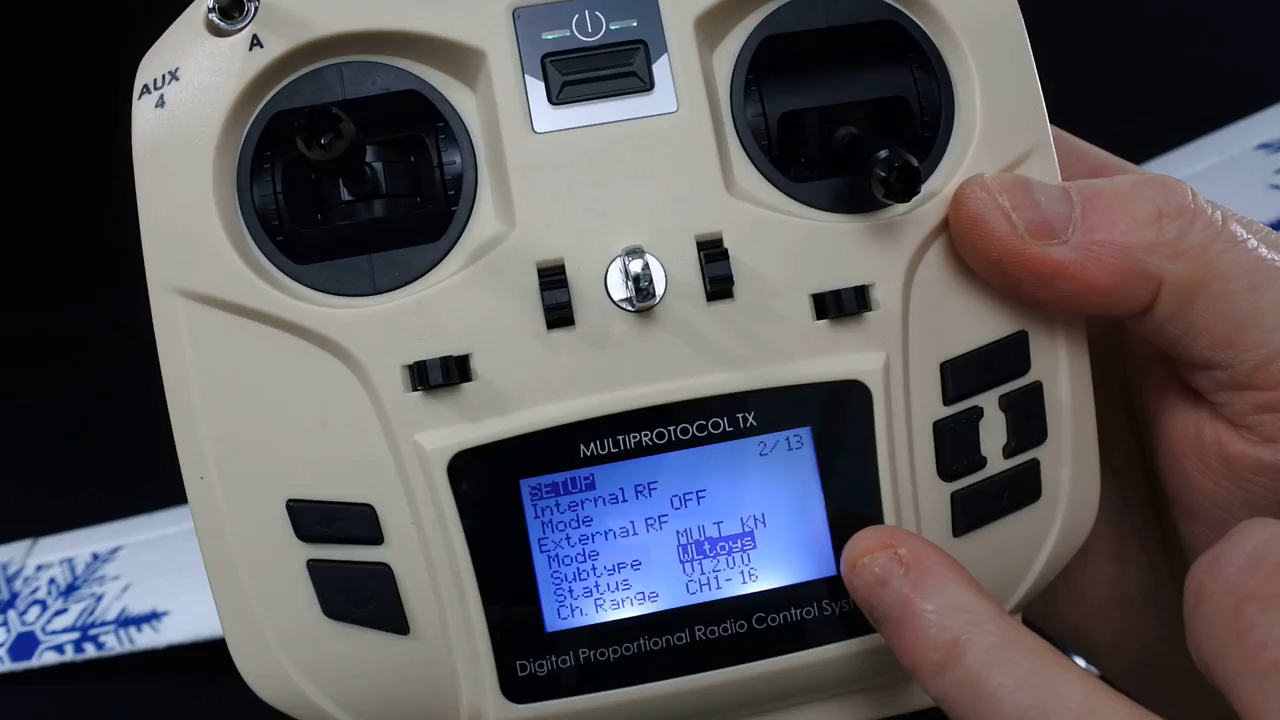 A
AUX
4
MULTIPROTOCOL TX
2/13
SETUP
Internal RF
Mode OFF
External RF
Mode MULT KN
Subtype WLtoys
Status V1.2.0.0
Ch. Range CH1-16
Digital Proportional Radio Control